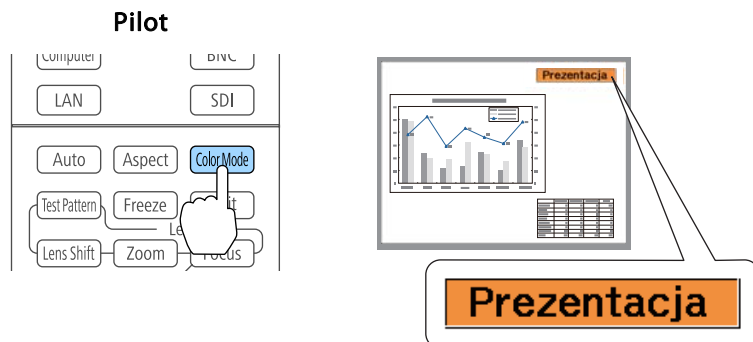 Pilot
Computer BNC
LAN SDI
Auto Aspect Color Mode
Test Pattern Freeze
Lens Shift Zoom Focus
Prezentacja
Prezentacja